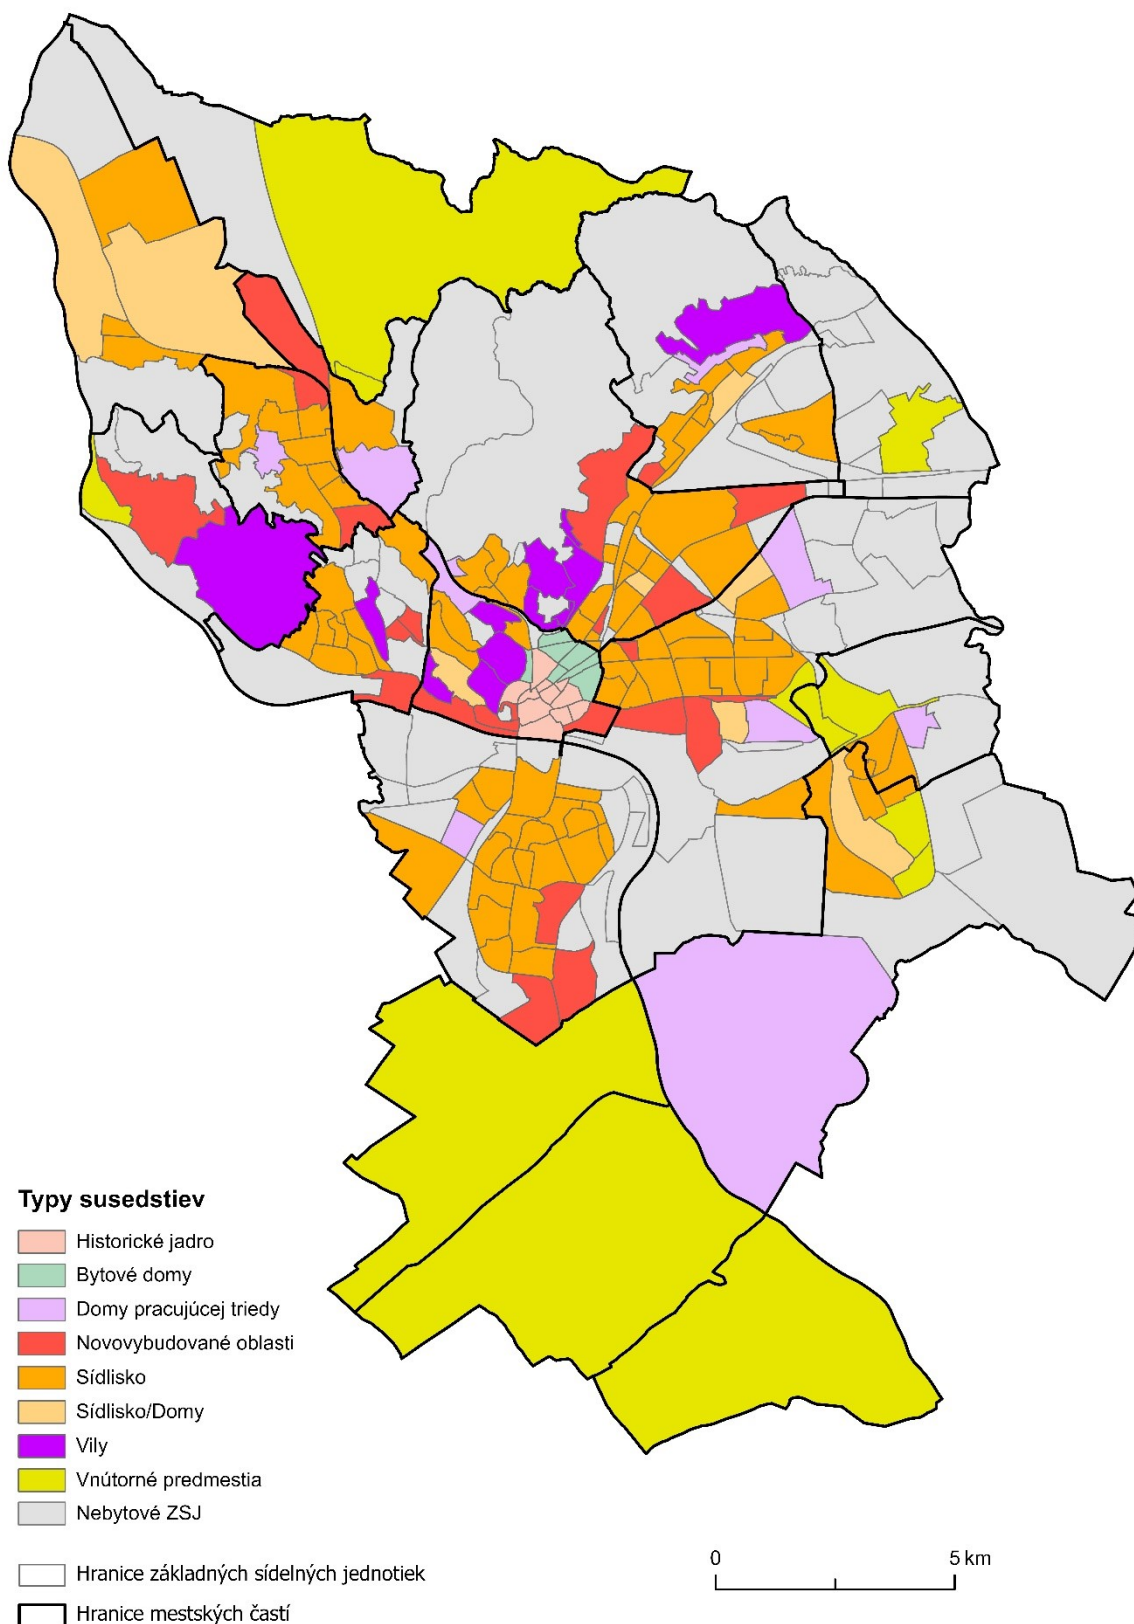 Typy susedstiev
Historické jadro
Bytové domy
Domy pracujúcej triedy
Novovybudované oblasti
Sídlisko
Sídlisko/Domy
Vily
Vnútorné predmestia
Nebytové ZSJ
Hranice základných sídelných jednotiek
Hranice mestských častí
0 5 km